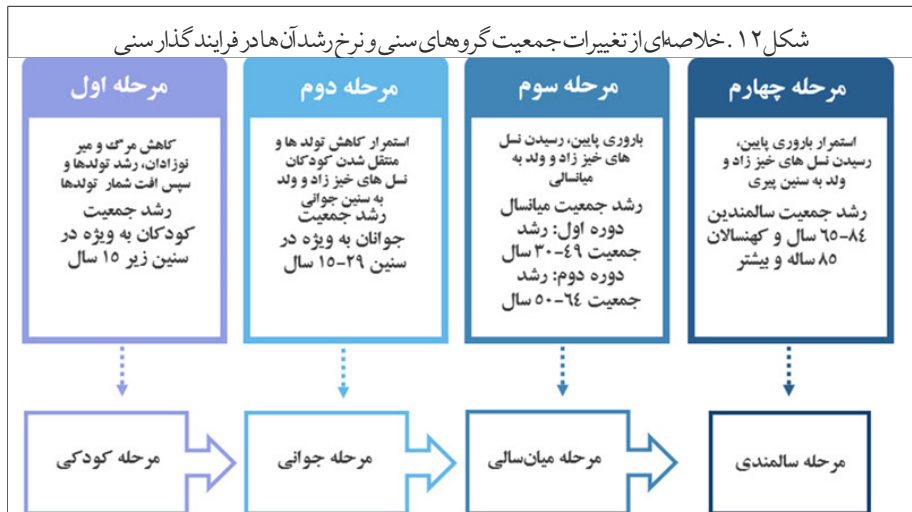 شکل ۱۲. خلاصه‌ای از تغییرات جمعیت گروه‌های سنی و نرخ رشد آن‌ها در فرایند گذار سنی
مرحله اول
کاهش مرگ و میر
نوزادان، رشد تولدها و
سپس افت شمار تولدها
رشد جمعیت
کودکان به ویژه در
سنین زیر ۱۵ سال
مرحله کودکی
مرحله دوم
استمرار کاهش تولد ها و
منتقل شدن کودکان
نسل های خیز زاد و ولد
به سنین جوانی
رشد جمعیت
جوانان به ویژه در
سنین ۲۹-۱۵ سال
مرحله جوانی
مرحله سوم
باروری پایین، رسیدن نسل
های خیز زاد و ولد به
میانسالی
رشد جمعیت میانسال
دوره اول: رشد
جمعیت ۴۹-۳۰ سال
دوره دوم: رشد
جمعیت ۶۴-۵۰ سال
مرحله میان‌سالی
مرحله چهارم
استمرار باروری پایین،
رسیدن نسل های خیز زاد و
ولد به سنین پیری
رشد جمعیت سالمندین
۸۴-۶۵ سال و کهنسالان
۸۵ ساله و بیشتر
مرحله سالمندی